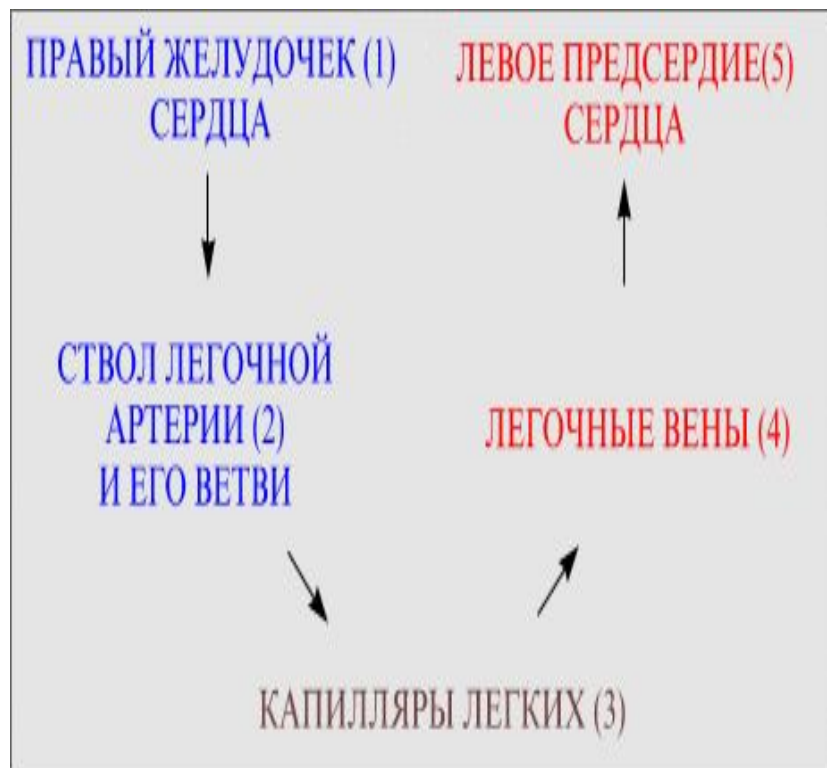 ПРАВЫЙ ЖЕЛУДОЧЕК (1)
СЕРДЦА
СТВОЛ ЛЕГОЧНОЙ
АРТЕРИИ (2)
И ЕГО ВЕТВИ
КАПИЛЛЯРЫ ЛЕГКИХ (3)
ЛЕГОЧНЫЕ ВЕНЫ (4)
ЛЕВОЕ ПРЕДСЕРДИЕ(5)
СЕРДЦА